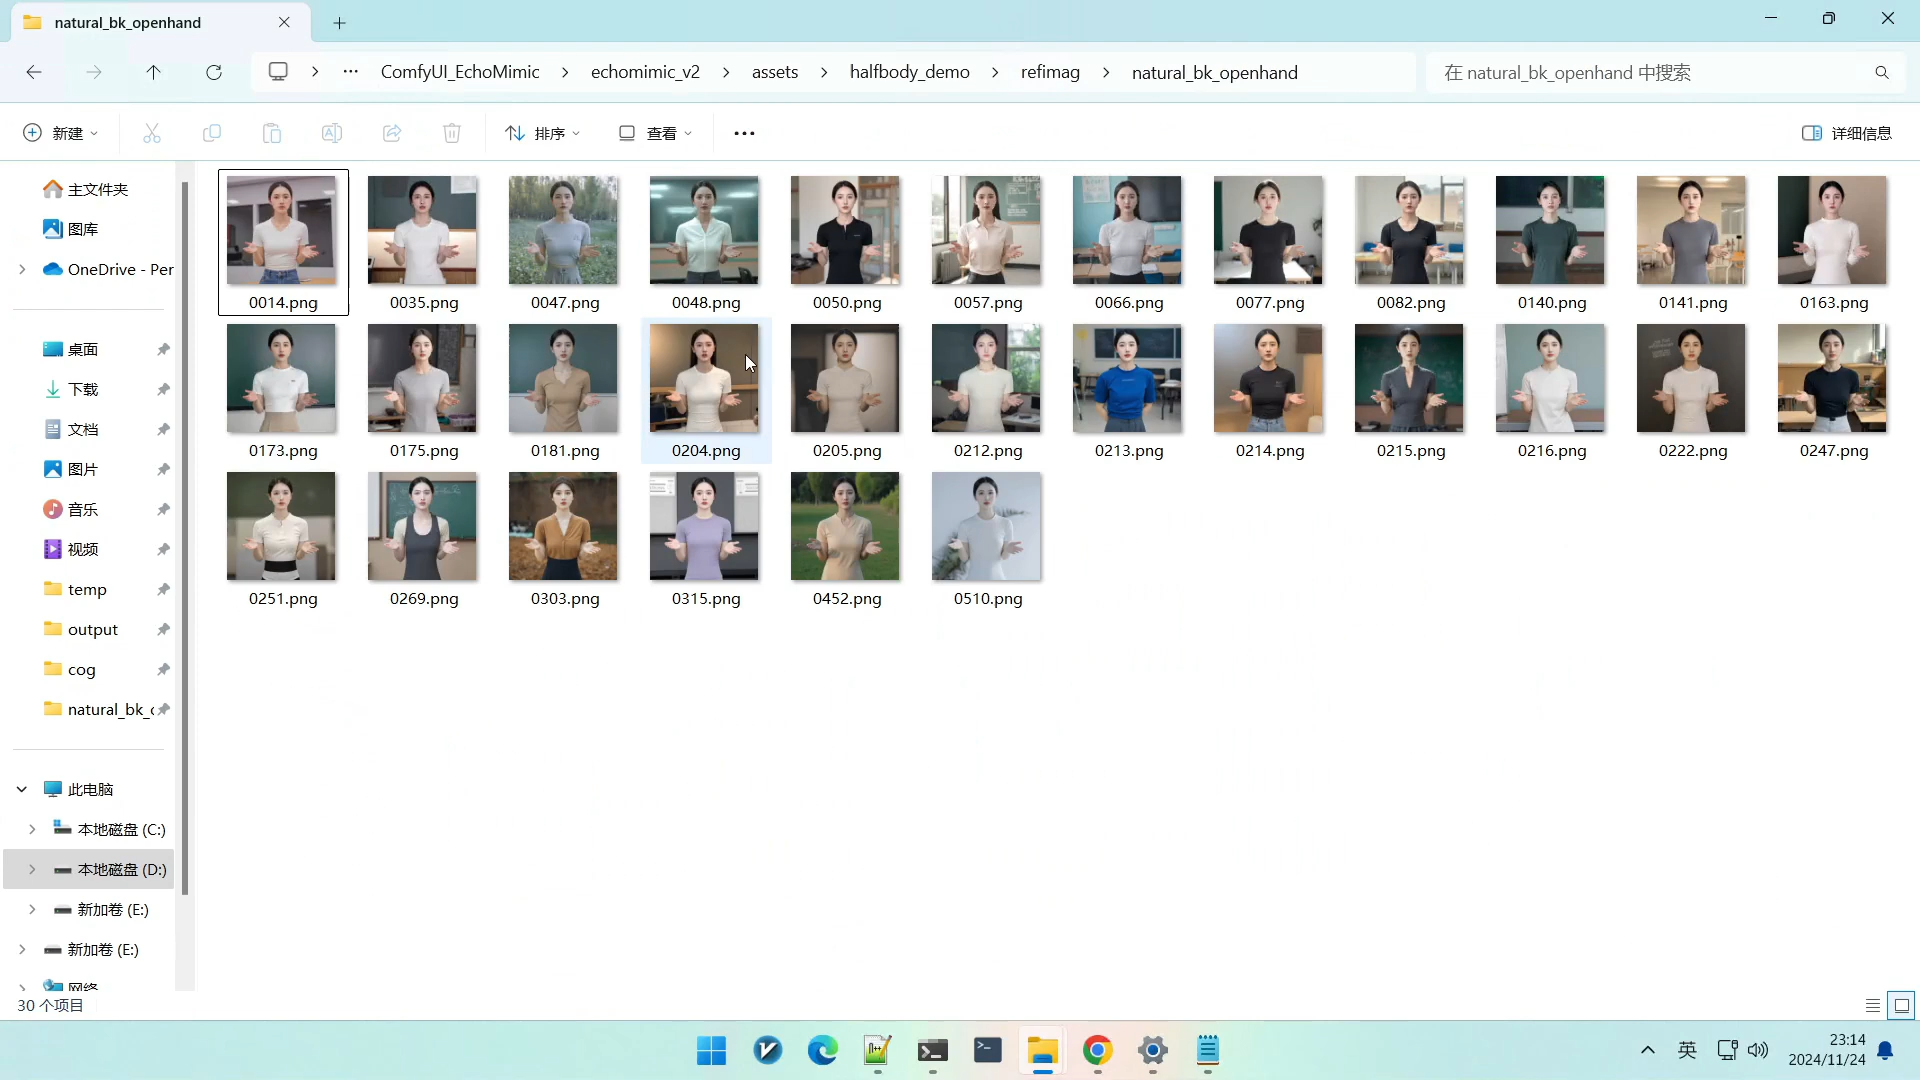 natural_bk_openhand
ComfyUI_EchoMimic
echomimic_v2
assets
halfbody_demo
refimag
natural_bk_openhand
在 natural_bk_openhand 中搜索
新建
排序
查看
详细信息
主文件夹
图库
OneDrive - Per
桌面
下载
文档
图片
音乐
视频
temp
output
cog
natural_bk_c
此电脑
本地磁盘 (C:)
本地磁盘 (D:)
新加卷 (E:)
新加卷 (E:)
网络
0014.png
0035.png
0047.png
0048.png
0050.png
0057.png
0066.png
0077.png
0082.png
0140.png
0141.png
0163.png
0173.png
0175.png
0181.png
0204.png
0205.png
0212.png
0213.png
0214.png
0215.png
0216.png
0222.png
0247.png
0251.png
0269.png
0303.png
0315.png
0452.png
0510.png
30 个项目
英
23:14
2024/11/24